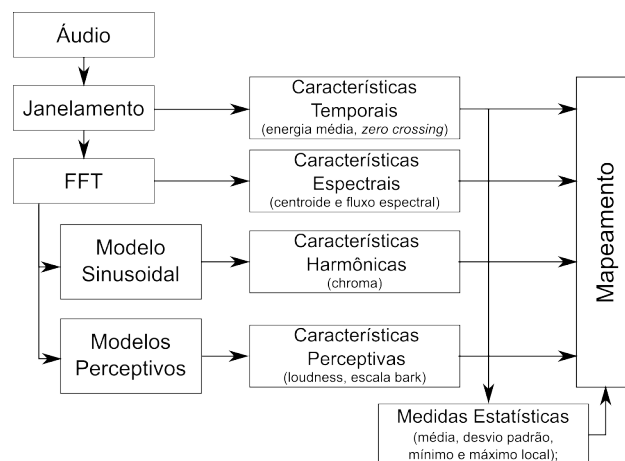 Áudio
Janelamento
FFT
Modelo
Sinusoidal
Modelos
Perceptivos
Características
Temporais
(energia média, zero crossing)
Características
Espectrais
(centroide e fluxo espectral)
Características
Harmônicas
(chroma)
Características
Perceptivas
(loudness, escala bark)
Medidas Estatísticas
(média, desvio padrão,
mínimo e máximo local);
Mapeamento